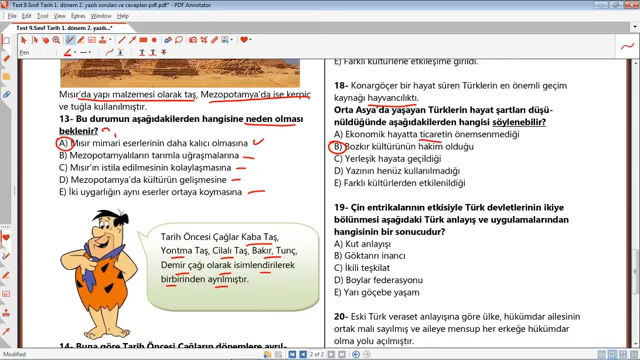 Test 9.Sınıf Tarih 1. dönem 2. yazılı soruları ve cevapları pdf.pdf* - PDF Annotator
File Edit Tool View Extras Window Help
Test 9.Sınıf Tarih 1. dönem 2. yazılı soruları ve cevapları pdf.pdf *
Pen
Mısır'da yapı malzemesi olarak taş, Mezopotamya'da ise kerpiç
ve tuğla kullanılmıştır.
13- Bu durumun aşağıdakilerden hangisine neden olması
beklenir?
A) Mısır mimari eserlerinin daha kalıcı olmasına
B) Mezopotamyalıların tarımla uğraşmalarına
C) Mısır'ın istila edilmesinin kolaylaşmasına
D) Mezopotamya'da kültürün gelişmesine
E) İki uygarlığın aynı eserler ortaya koymasına
Tarih Öncesi Çağlar Kaba Taş,
Yontma Taş, Cilalı Taş, Bakır, Tunç,
Demir çağı olarak isimlendirilerek
birbirinden ayrılmıştır.
14- Buna göre Tarih Öncesi Çağların dönemlere ayrıl-
E) Farklı kültürlerle etkileşime girildi.
18- Konargöçer bir hayat süren Türklerin en önemli geçim
kaynağı hayvancılıktı.
Orta Asya'da yaşayan Türklerin hayat şartları düşü-
nüldüğünde aşağıdakilerden hangisi söylenebilir?
A) Ekonomik hayatta ticaretin önemsenmediği
B) Bozkır kültürünün hakim olduğu
C) Yerleşik hayata geçildiği
D) Yazının henüz kullanılmadığı
E) Farklı kültürlerden etkilenildiği
19- Çin entrikalarının etkisiyle Türk devletlerinin ikiye
bölünmesi aşağıdaki Türk anlayış ve uygulamalarından
hangisinin bir sonucudur?
A) Kut anlayışı
B) Göktanrı inancı
C) İkili teşkilat
D) Boylar federasyonu
E) Yarı göçebe yaşam
20- Eski Türk veraset anlayışına göre ülke, hükümdar ailesinin
ortak malı sayılmış ve aileye mensup her erkeğe hükümdar
olma yolu açılmıştır.
Modified
2 of 2